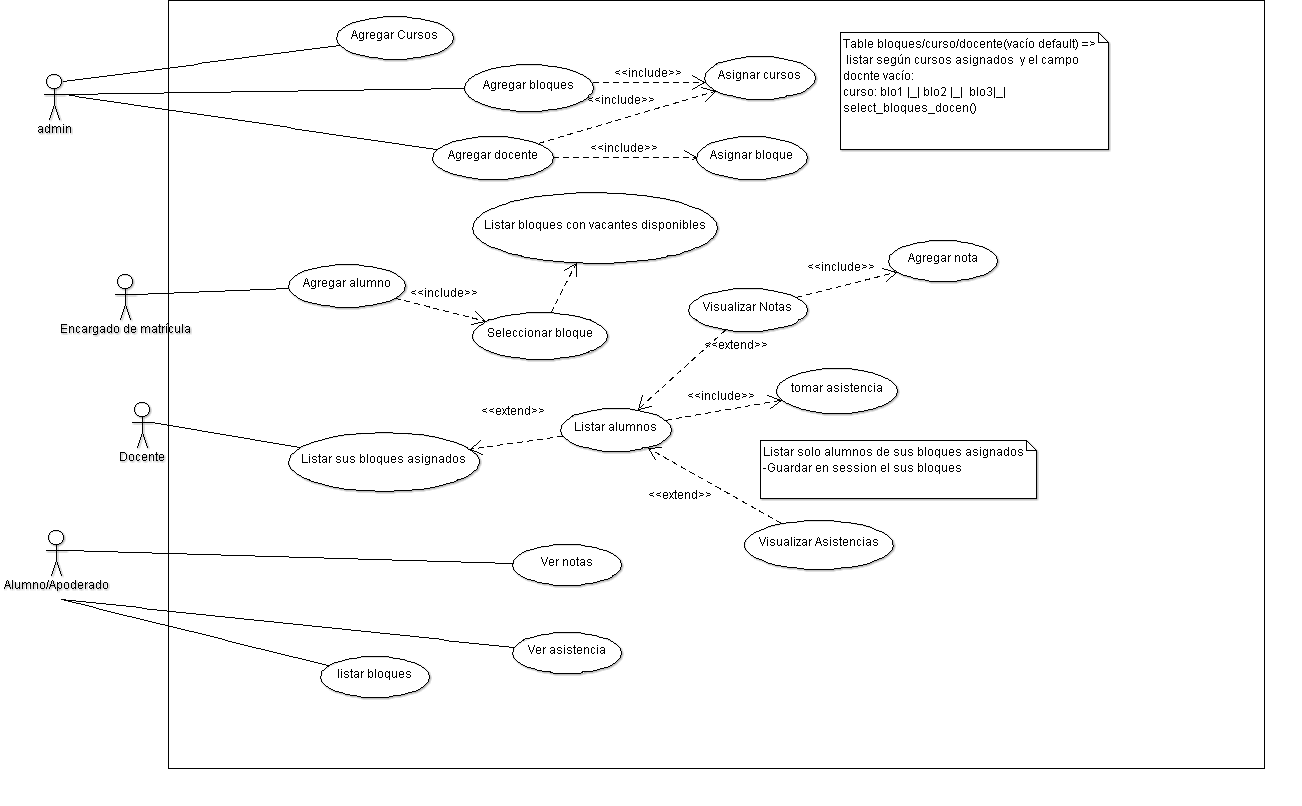 Agregar Cursos
Table bloques/curso/docente(vacío default) =>
listar según cursos asignados y el campo
docnte vacío:
curso: blo1 |_| blo2 |_| blo3|_|
select_bloques_docen()
<<include>>
Asignar cursos
Agregar bloques
<<include>>
admin
<<include>>
Agregar docente
Asignar bloque
Listar bloques con vacantes disponibles
Agregar nota
<<include>>
Agregar alumno
<<include>>
Visualizar Notas
Encargado de matrícula
Seleccionar bloque
<<extend>>
tomar asistencia
<<include>>
<<extend>>
Listar alumnos
Docente
Listar sus bloques asignados
Listar solo alumnos de sus bloques asignados
-Guardar en session el sus bloques
<<extend>>
Visualizar Asistencias
Ver notas
Alumno/Apoderado
Ver asistencia
listar bloques